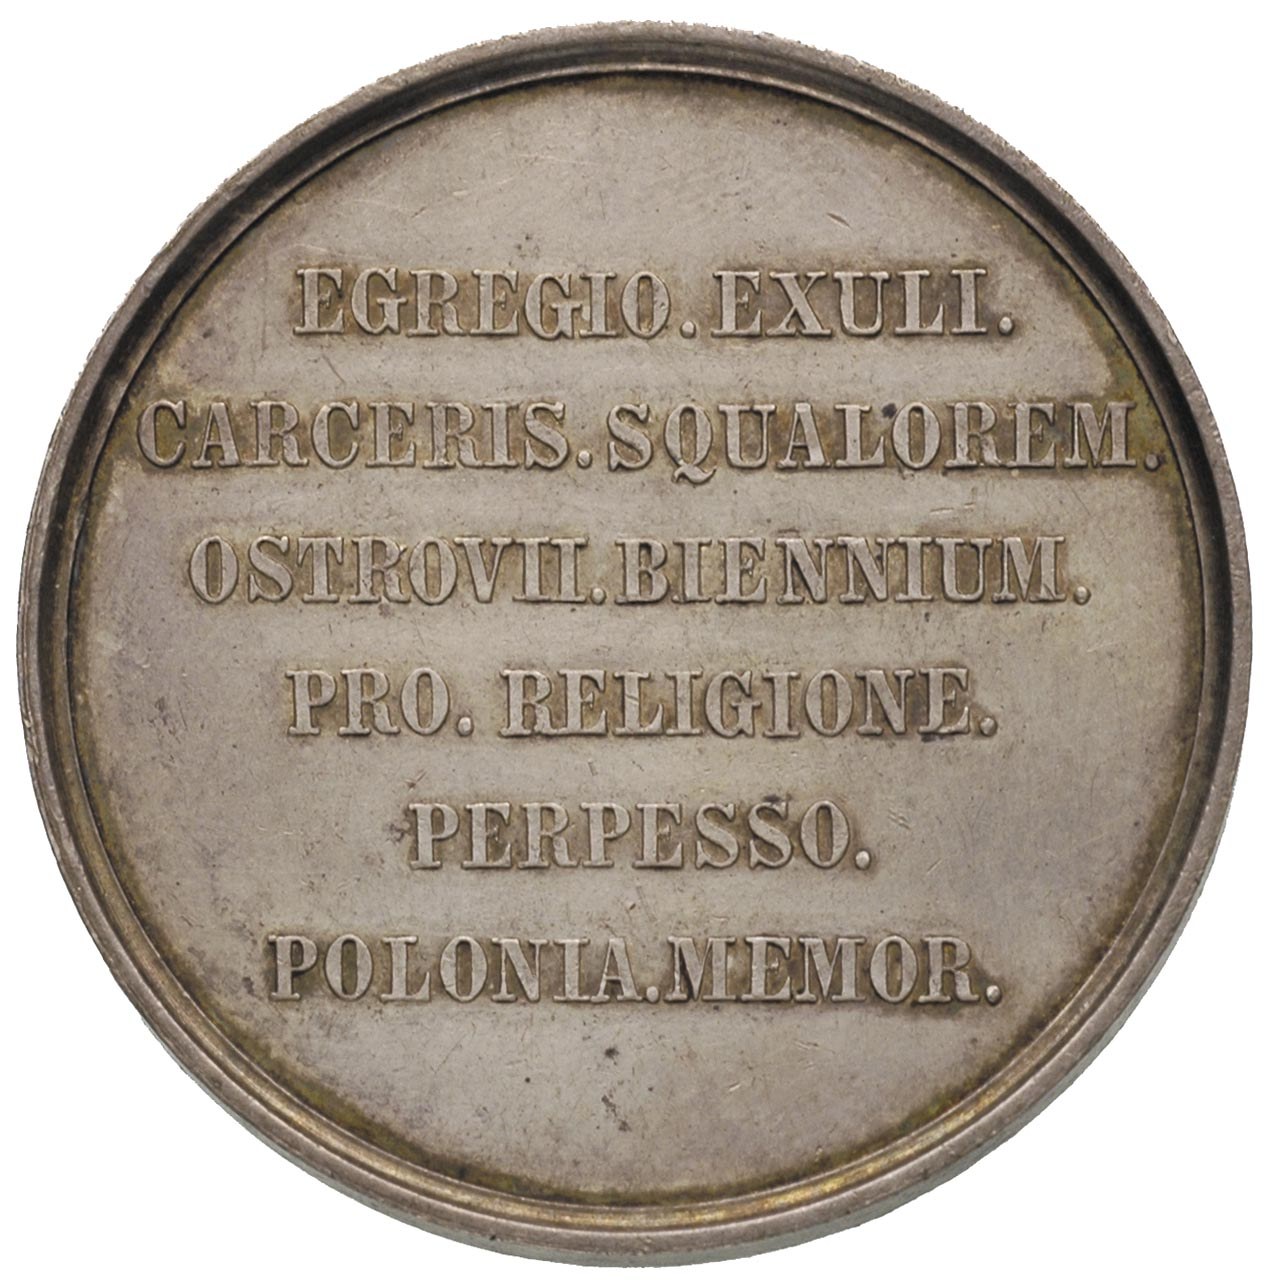 EGREGIO. EXULI.
CARCERIS. SQUALOREM.
OSTROVII. BIENNIUM.
PRO. RELIGIONE.
PERPESSO.
POLONIA. MEMOR.